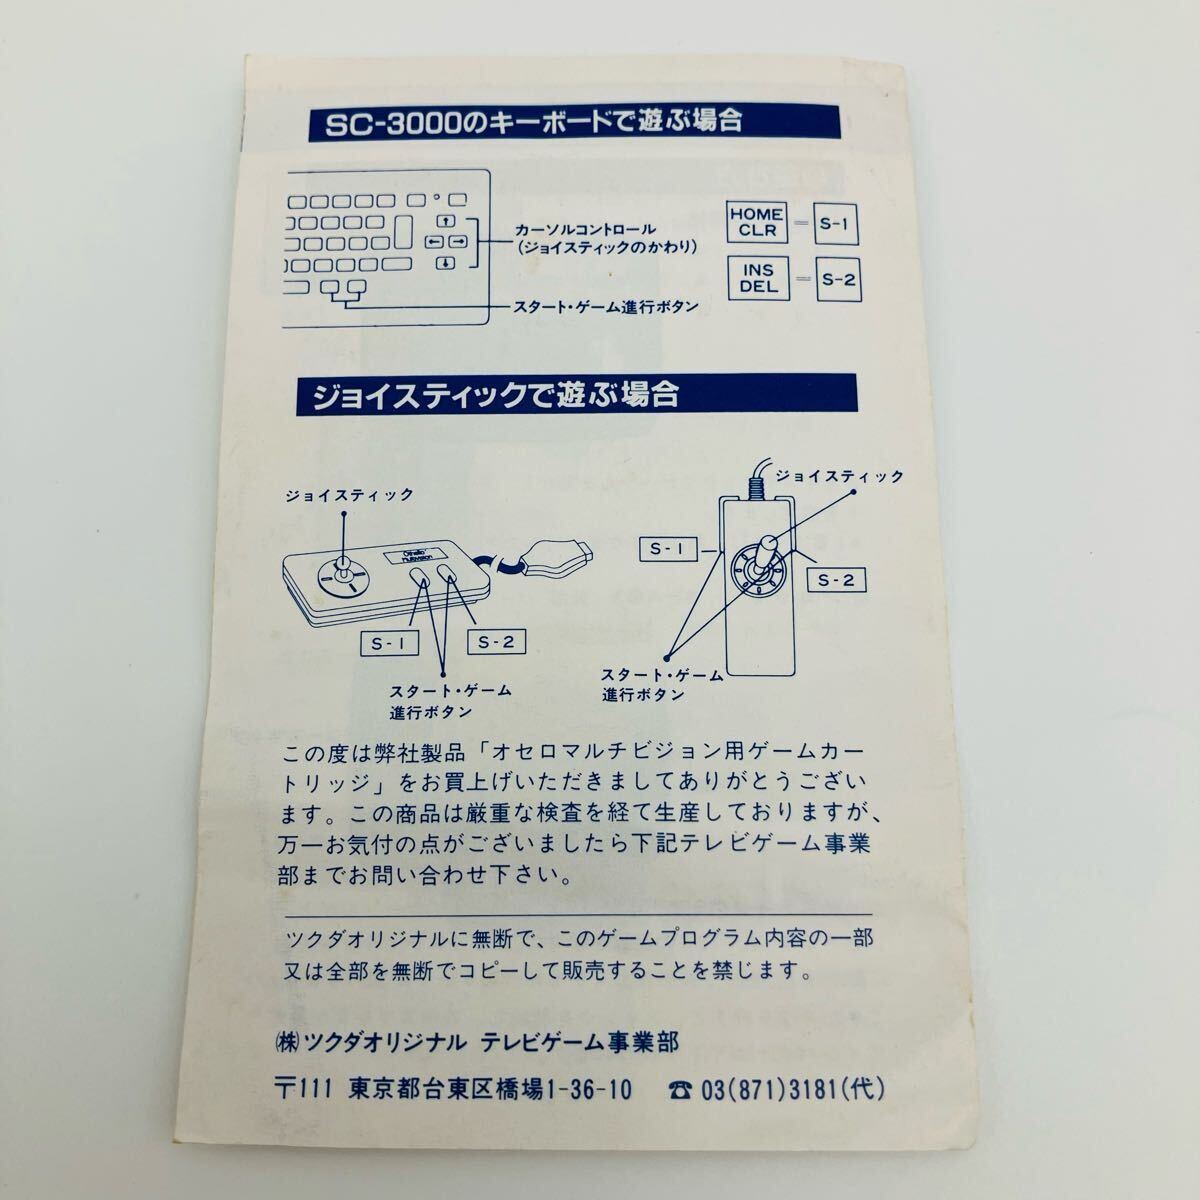 SC-3000のキーボードで遊ぶ場合
カーソルコントロール
(ジョイスティックのかわり)
スタート・ゲーム進行ボタン
HOME
CLR
=
S-1
INS
DEL
=
S-2
ジョイスティックで遊ぶ場合
ジョイスティック
Othello
multivision
S-1
S-2
スタート・ゲーム
進行ボタン
ジョイスティック
S-1
S-2
スタート・ゲーム
進行ボタン
この度は弊社製品「オセロマルチビジョン用ゲームカー
トリッジ」をお買上げいただきましてありがとうござい
ます。この商品は厳重な検査を経て生産しておりますが、
万一お気付の点がございましたら下記テレビゲーム事業
部までお問い合わせ下さい。
ツクダオリジナルに無断で、このゲームプログラム内容の一部
又は全部を無断でコピーして販売することを禁じます。
㈱ツクダオリジナル テレビゲーム事業部
〒111 東京都台東区橋場1-36-10 ☎ 03(871)3181(代)